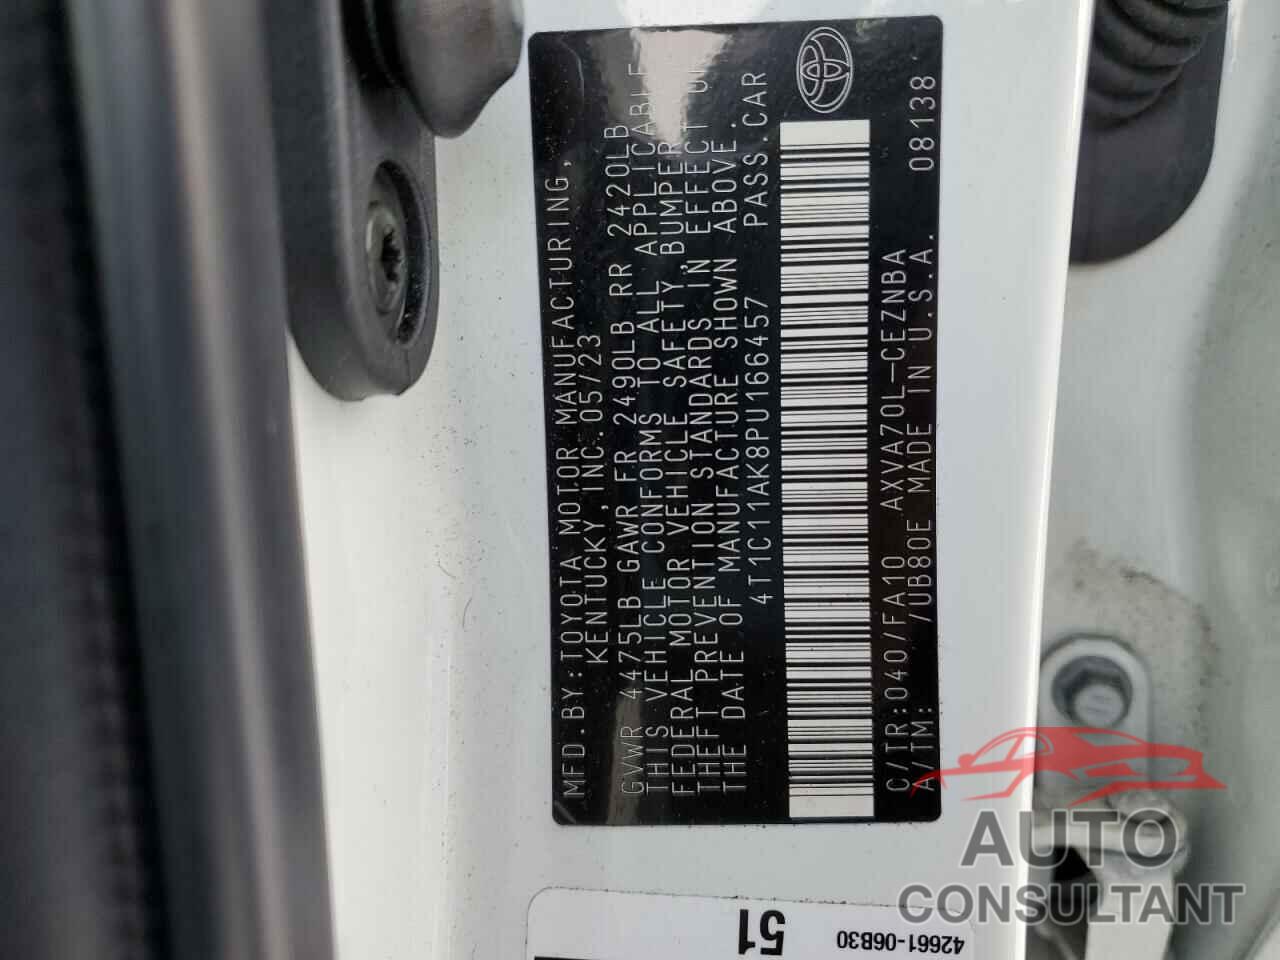 MFD.BY:TOYOTA MOTOR MANUFACTURING,
KENTUCKY, INC. 05/23
GVWR 4475LB GAWR FR 2490LB RR 2420LB
THIS VEHICLE CONFORMS TO ALL APPLICABLE
FEDERAL MOTOR VEHICLE SAFETY, BUMPER
THEFT PREVENTION STANDARDS IN EFFECT ON
THE DATE OF MANUFACTURE SHOWN ABOVE.
4T1C11AK8PU166457 PASS.CAR
C/TR:040/FA10 AXVA70L-CEZNBA 08138
A/TM: /UB80E MADE IN U.S.A.
51
42661-06B30
AUTO
CONSULTANT